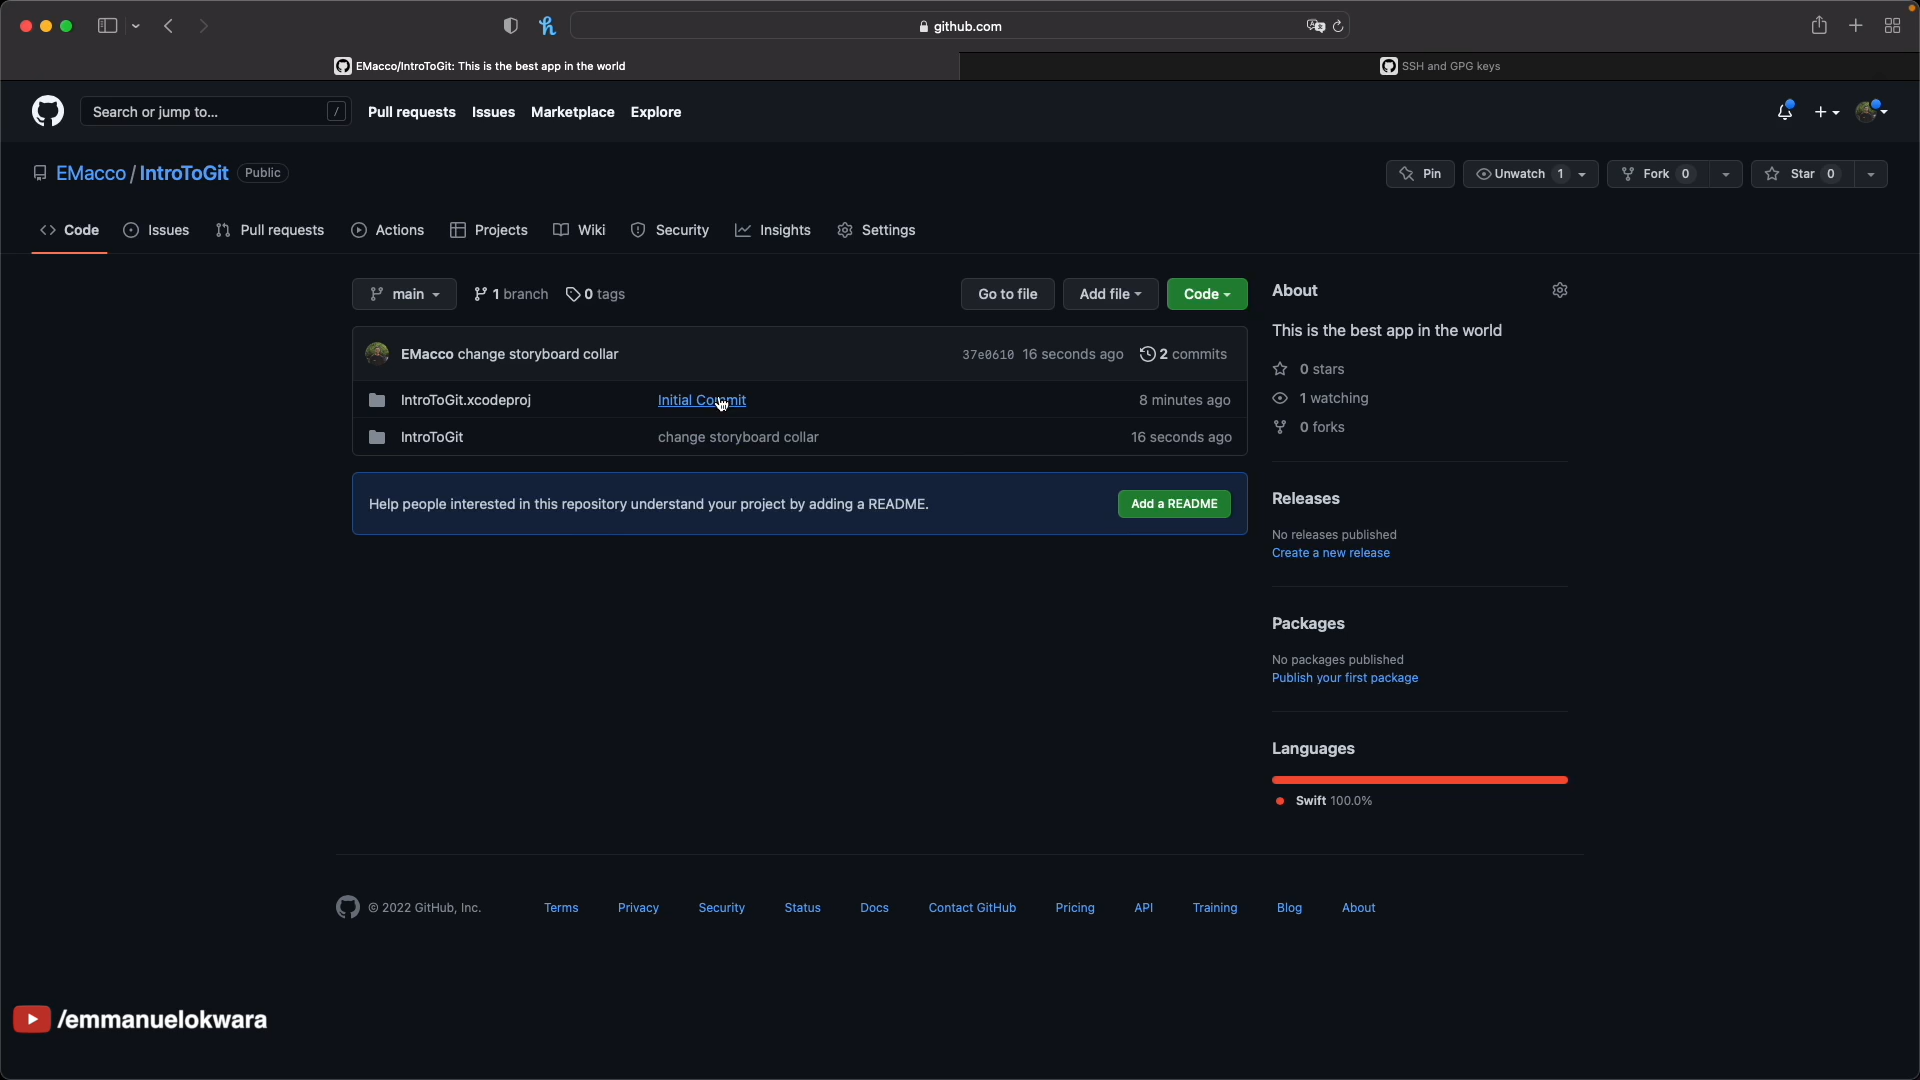 github.com
EMacco/IntroToGit: This is the best app in the world
SSH and GPG keys
Search or jump to...
/
Pull requests
Issues
Marketplace
Explore
EMacco / IntroToGit
Public
Pin
Unwatch 1
Fork 0
Star 0
Code
Issues
Pull requests
Actions
Projects
Wiki
Security
Insights
Settings
main
1 branch
0 tags
Go to file
Add file
Code
EMacco change storyboard collar
37e0610 16 seconds ago
2 commits
IntroToGit.xcodeproj
Initial Commit
8 minutes ago
IntroToGit
change storyboard collar
16 seconds ago
Help people interested in this repository understand your project by adding a README.
Add a README
About
This is the best app in the world
0 stars
1 watching
0 forks
Releases
No releases published
Create a new release
Packages
No packages published
Publish your first package
Languages
Swift 100.0%
© 2022 GitHub, Inc.
Terms
Privacy
Security
Status
Docs
Contact GitHub
Pricing
API
Training
Blog
About
/emmanuelokwara